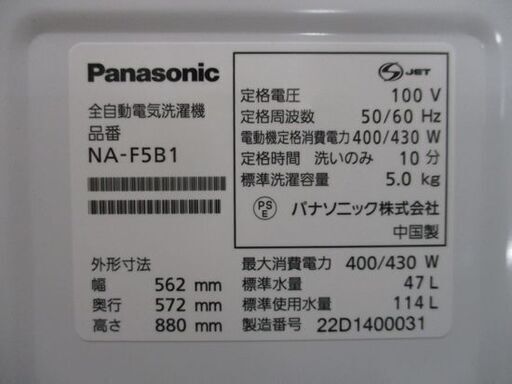 Panasonic
全自動電気洗濯機
品番
NA-F5B1
外形寸法
幅 562 mm
奥行 572 mm
高さ 880 mm
S JET
定格電圧 100 V
定格周波数 50/60 Hz
電動機定格消費電力 400/430 W
定格時間 洗いのみ 10 分
標準洗濯容量 5.0 kg
PS E パナソニック株式会社
中国製
最大消費電力 400/430 W
標準水量 47 L
標準使用水量 114 L
製造番号 22D1400031